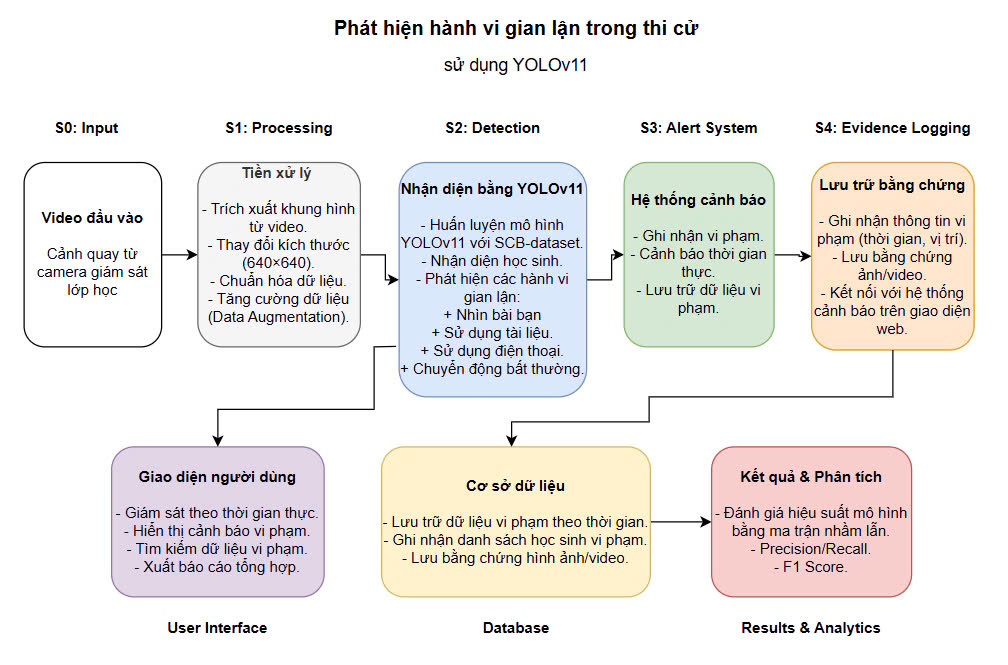 Phát hiện hành vi gian lận trong thi cử
sử dụng YOLOv11
S0: Input
S1: Processing
S2: Detection
S3: Alert System
S4: Evidence Logging
Video đầu vào
Cảnh quay từ
camera giám sát
lớp học
Tiền xử lý
- Trích xuất khung hình
từ video.
- Thay đổi kích thước
(640×640).
- Chuẩn hóa dữ liệu.
- Tăng cường dữ liệu
(Data Augmentation).
Nhận diện bằng YOLOv11
- Huấn luyện mô hình
YOLOv11 với SCB-dataset.
- Nhận diện học sinh.
- Phát hiện các hành vi
gian lận:
+ Nhìn bài bạn
+ Sử dụng tài liệu.
+ Sử dụng điện thoại.
+ Chuyển động bất thường.
Hệ thống cảnh báo
- Ghi nhận vi phạm.
- Cảnh báo thời gian
thực.
- Lưu trữ dữ liệu vi
phạm.
Lưu trữ bằng chứng
- Ghi nhận thông tin vi
phạm (thời gian, vị trí).
- Lưu bằng chứng
ảnh/video.
- Kết nối với hệ thống
cảnh báo trên giao diện
web.
Giao diện người dùng
- Giám sát theo thời gian thực.
- Hiển thị cảnh báo vi phạm.
- Tìm kiếm dữ liệu vi phạm.
- Xuất báo cáo tổng hợp.
Cơ sở dữ liệu
- Lưu trữ dữ liệu vi phạm theo thời gian.
- Ghi nhận danh sách học sinh vi phạm.
- Lưu bằng chứng hình ảnh/video.
Kết quả & Phân tích
- Đánh giá hiệu suất mô hình
bằng ma trận nhầm lẫn.
- Precision/Recall.
- F1 Score.
User Interface
Database
Results & Analytics